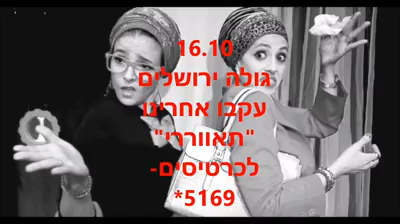 16.10
גולה ירושלים
עקבו אחרינו
"תאווררי"
לכרטיסים-
*5169